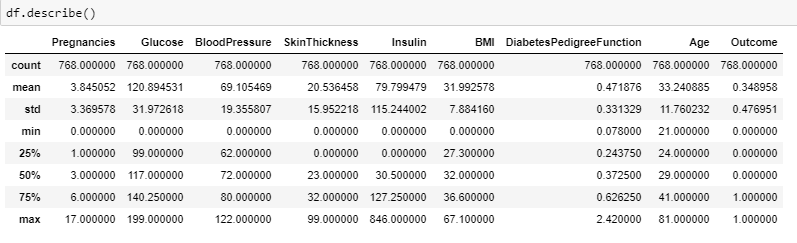 df.describe()
Pregnancies Glucose BloodPressure SkinThickness Insulin BMI DiabetesPedigreeFunction Age Outcome
count 768.000000 768.000000 768.000000 768.000000 768.000000 768.000000 768.000000 768.000000 768.000000
mean 3.845052 120.894531 69.105469 20.536458 79.799479 31.992578 0.471876 33.240885 0.348958
std 3.369578 31.972618 19.355807 15.952218 115.244002 7.884160 0.331329 11.760232 0.476951
min 0.000000 0.000000 0.000000 0.000000 0.000000 0.000000 0.078000 21.000000 0.000000
25% 1.000000 99.000000 62.000000 0.000000 0.000000 27.300000 0.243750 24.000000 0.000000
50% 3.000000 117.000000 72.000000 23.000000 30.500000 32.000000 0.372500 29.000000 0.000000
75% 6.000000 140.250000 80.000000 32.000000 127.250000 36.600000 0.626250 41.000000 1.000000
max 17.000000 199.000000 122.000000 99.000000 846.000000 67.100000 2.420000 81.000000 1.000000